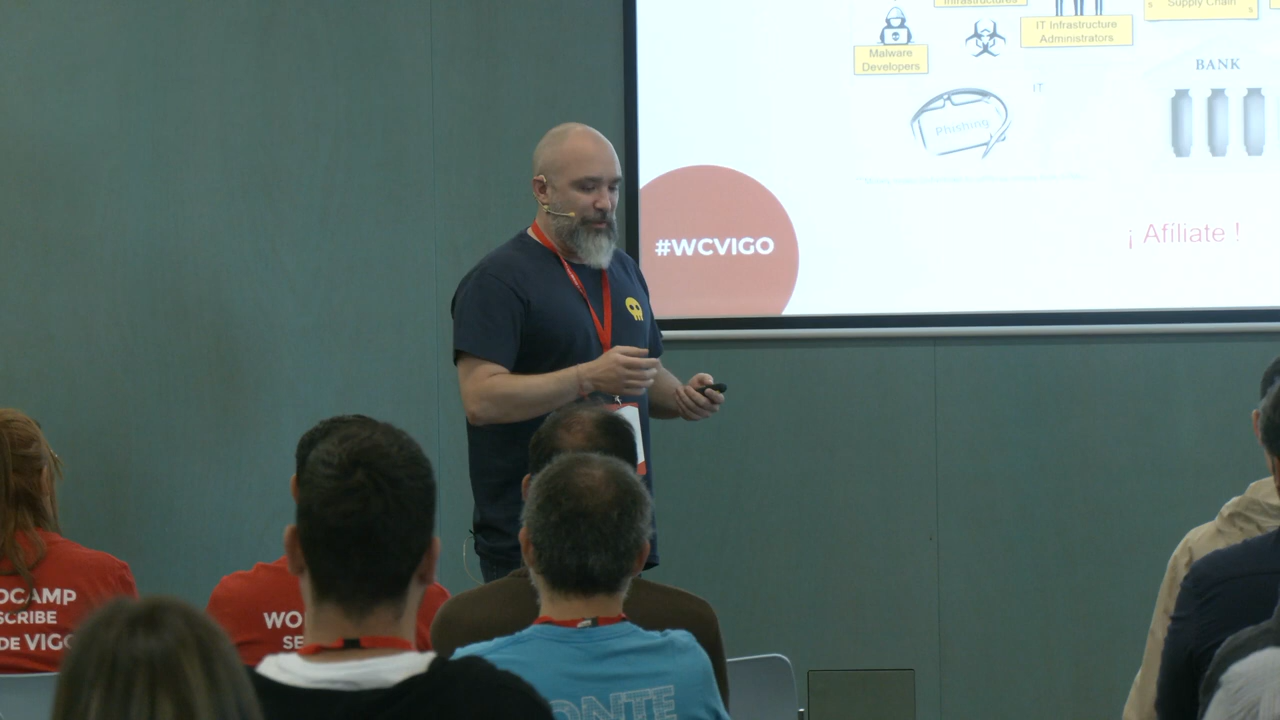 Infrastructures
Supply Chain
IT Infrastructure
Administrators
Malware
Developers
BANK
IT
Phishing
#WCVIGO
¡ Afíliate !
OCAMP
SCRIBE
DE VIGO
WO
SE
ONTE